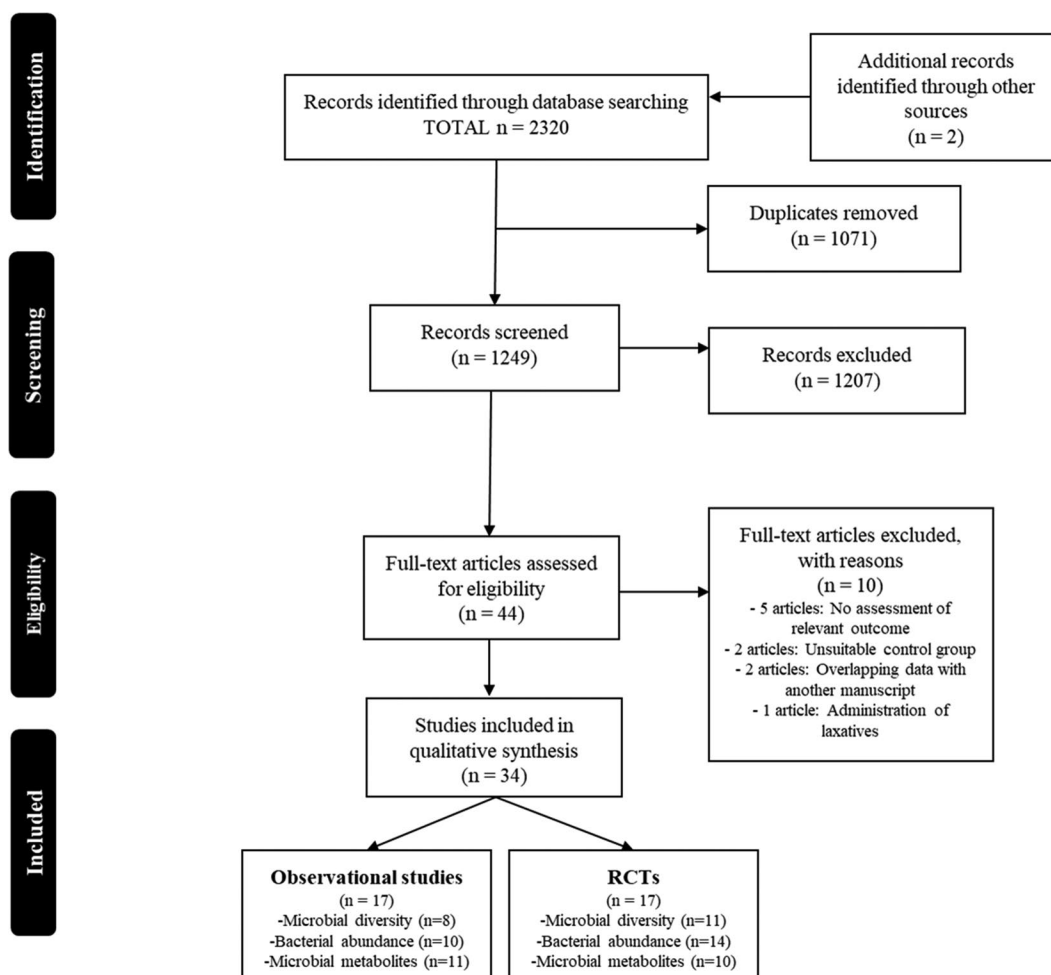 Identification
Records identified through database searching
TOTAL n = 2320
Additional records
identified through other
sources
(n = 2)
Duplicates removed
(n = 1071)
Screening
Records screened
(n = 1249)
Records excluded
(n = 1207)
Eligibility
Full-text articles assessed
for eligibility
(n = 44)
Full-text articles excluded,
with reasons
(n = 10)
- 5 articles: No assessment of
relevant outcome
- 2 articles: Unsuitable control group
- 2 articles: Overlapping data with
another manuscript
- 1 article: Administration of
laxatives
Included
Studies included in
qualitative synthesis
(n = 34)
Observational studies
(n = 17)
-Microbial diversity (n=8)
-Bacterial abundance (n=10)
-Microbial metabolites (n=11)
RCTs
(n = 17)
-Microbial diversity (n=11)
-Bacterial abundance (n=14)
-Microbial metabolites (n=10)